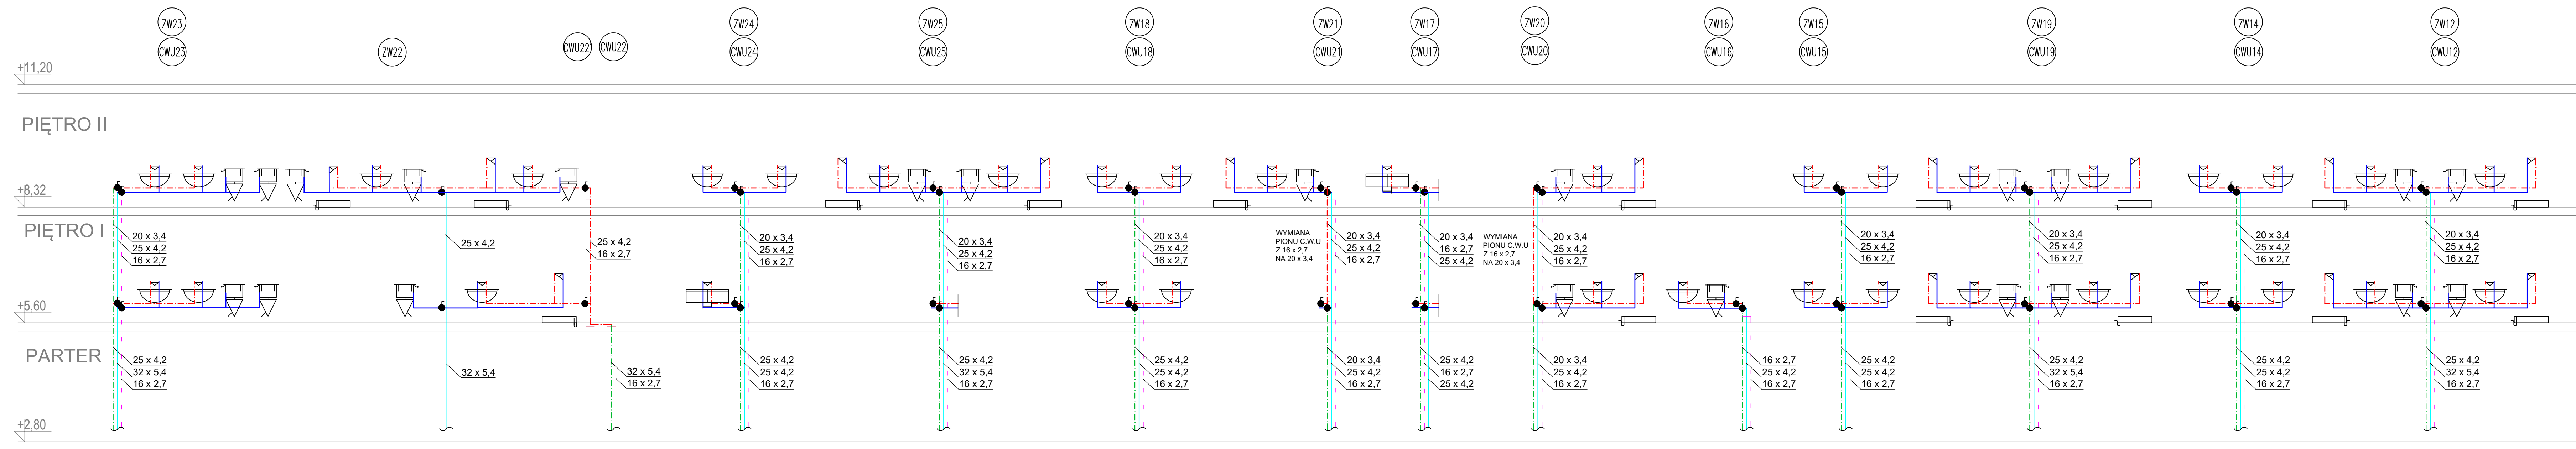 ZW23
CWU23
ZW22
CWU22
CWU22
ZW24
CWU24
ZW25
CWU25
ZW18
CWU18
ZW21
CWU21
ZW17
CWU17
ZW20
CWU20
ZW16
CWU16
ZW15
CWU15
ZW19
CWU19
ZW14
CWU14
ZW12
CWU12
+11,20
PIĘTRO II
+8,32
PIĘTRO I
20 x 3,4
25 x 4,2
16 x 2,7
25 x 4,2
25 x 4,2
16 x 2,7
20 x 3,4
25 x 4,2
16 x 2,7
20 x 3,4
25 x 4,2
16 x 2,7
20 x 3,4
25 x 4,2
16 x 2,7
WYMIANA
PIONU C.W.U
Z 16 x 2,7
NA 20 x 3,4
20 x 3,4
25 x 4,2
16 x 2,7
20 x 3,4
16 x 2,7
25 x 4,2
WYMIANA
PIONU C.W.U
Z 16 x 2,7
NA 20 x 3,4
20 x 3,4
25 x 4,2
16 x 2,7
20 x 3,4
25 x 4,2
16 x 2,7
20 x 3,4
25 x 4,2
16 x 2,7
20 x 3,4
25 x 4,2
16 x 2,7
20 x 3,4
25 x 4,2
16 x 2,7
+5,60
PARTER
25 x 4,2
32 x 5,4
16 x 2,7
32 x 5,4
32 x 5,4
16 x 2,7
25 x 4,2
25 x 4,2
16 x 2,7
25 x 4,2
32 x 5,4
16 x 2,7
25 x 4,2
25 x 4,2
16 x 2,7
20 x 3,4
25 x 4,2
16 x 2,7
25 x 4,2
16 x 2,7
25 x 4,2
20 x 3,4
25 x 4,2
16 x 2,7
16 x 2,7
25 x 4,2
16 x 2,7
25 x 4,2
25 x 4,2
16 x 2,7
25 x 4,2
32 x 5,4
16 x 2,7
25 x 4,2
25 x 4,2
16 x 2,7
25 x 4,2
32 x 5,4
16 x 2,7
+2,80